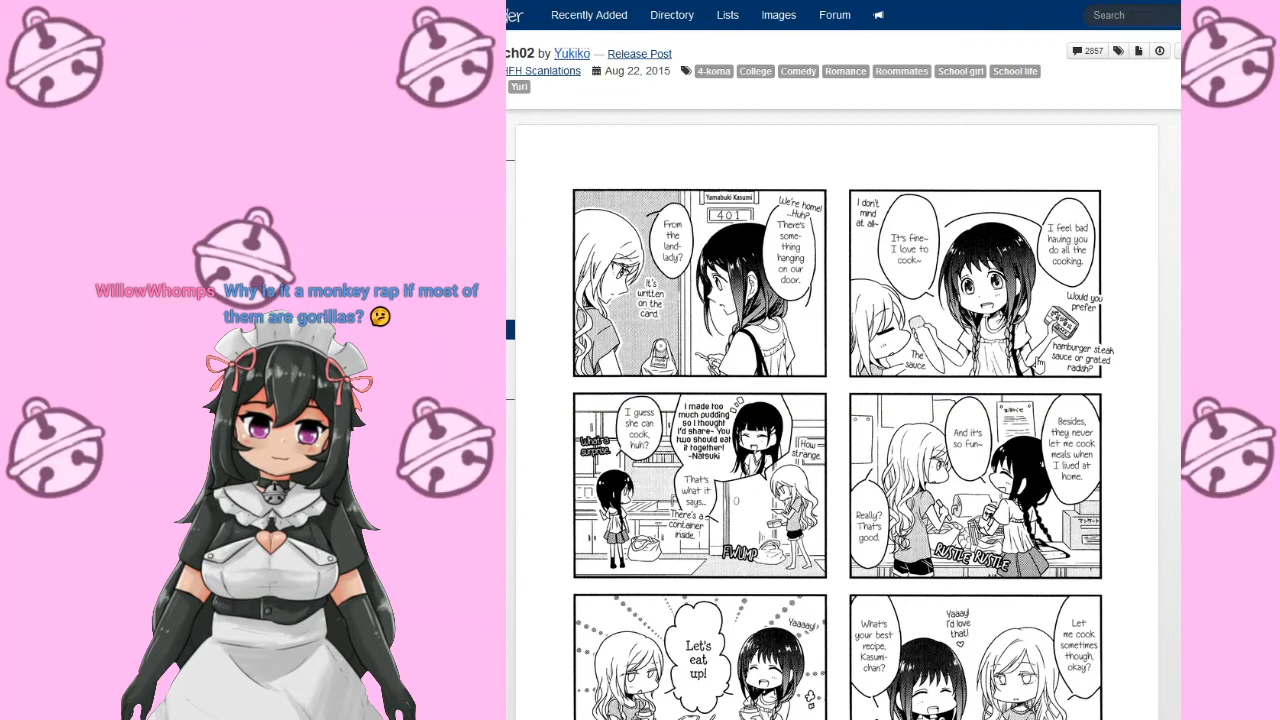 der Recently Added Directory Lists Images Forum Search
ch02 by Yukiko — Release Post
HFH Scanlations Aug 22, 2015 4-koma College Comedy Romance Roommates School girl School life
Yuri
2857
WillowWhomps Why is it a monkey rap if most of
them are gorillas? 🤔
I don't
mind
at all~
It's fine~
I love to
cook~
I feel bad
having you
do all the
cooking.
Would you
prefer
hamburger steak
sauce or grated
radish?
The
sauce
Besides,
they never
let me cook
meals when
I lived at
home.
And it's
so fun~
Really?
That's
good.
RUSTLE RUSTLE
Let
me cook
sometimes
though,
okay?
Yaaay!
I'd love
that!
What's
your best
recipe,
Kasumi-
chan?
Yamabuki Kasumi
401
We're home!
...Huh?
There's
some-
thing
hanging
on our
door.
From
the
land-
lady?
It's
written
on the
card.
How
strange.
I made too
much pudding
so I thought
I'd share~ You
two should eat
it together!
~Natsuki
That's
what it
says...
There's a
container
inside.
I guess
she can
cook,
huh?
What a
surprise.
FWUMP
Yaaaay!
Let's
eat
up!